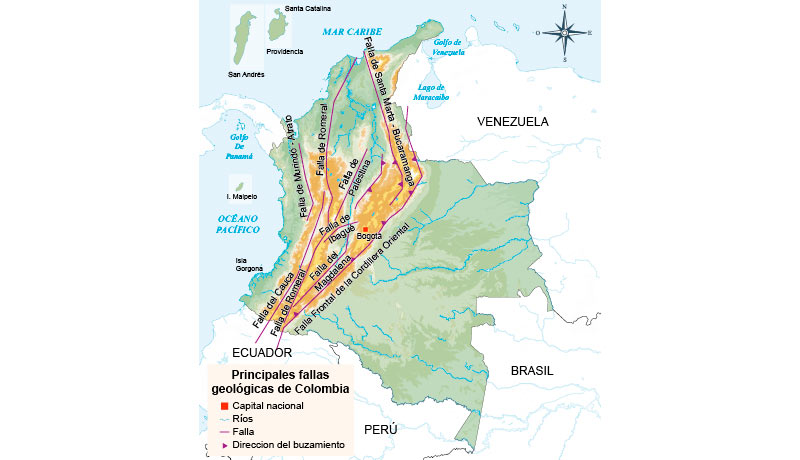 Santa Catalina
Providencia
San Andrés
MAR CARIBE
Golfo de
Venezuela
Lago de
Maracaiba
VENEZUELA
N
S
E
O
Golfo
De
Panamá
I. Malpelo
OCÉANO
PACÍFICO
Isla
Gorgona
Falla de Santa Marta - Bucaramanga
Falla de Romeral
Falla de Murindó - Atrato
Falla de
Palestina
Falla de
Ibagué
Bogotá
Falla del
Magdalena
Falla Frontal de la Cordillera Oriental
Falla del Cauca
Falla de Romeral
ECUADOR
BRASIL
PERÚ
Principales fallas
geológicas de Colombia
Capital nacional
Ríos
Falla
Direccion del buzamiento